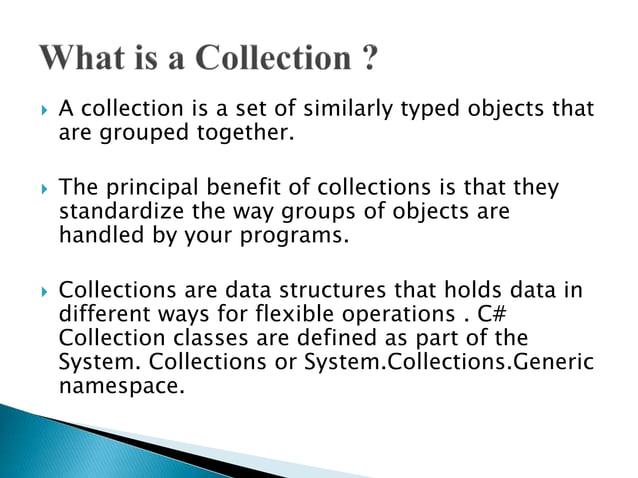 What is a Collection ?
A collection is a set of similarly typed objects that
are grouped together.
The principal benefit of collections is that they
standardize the way groups of objects are
handled by your programs.
Collections are data structures that holds data in
different ways for flexible operations . C#
Collection classes are defined as part of the
System. Collections or System.Collections.Generic
namespace.